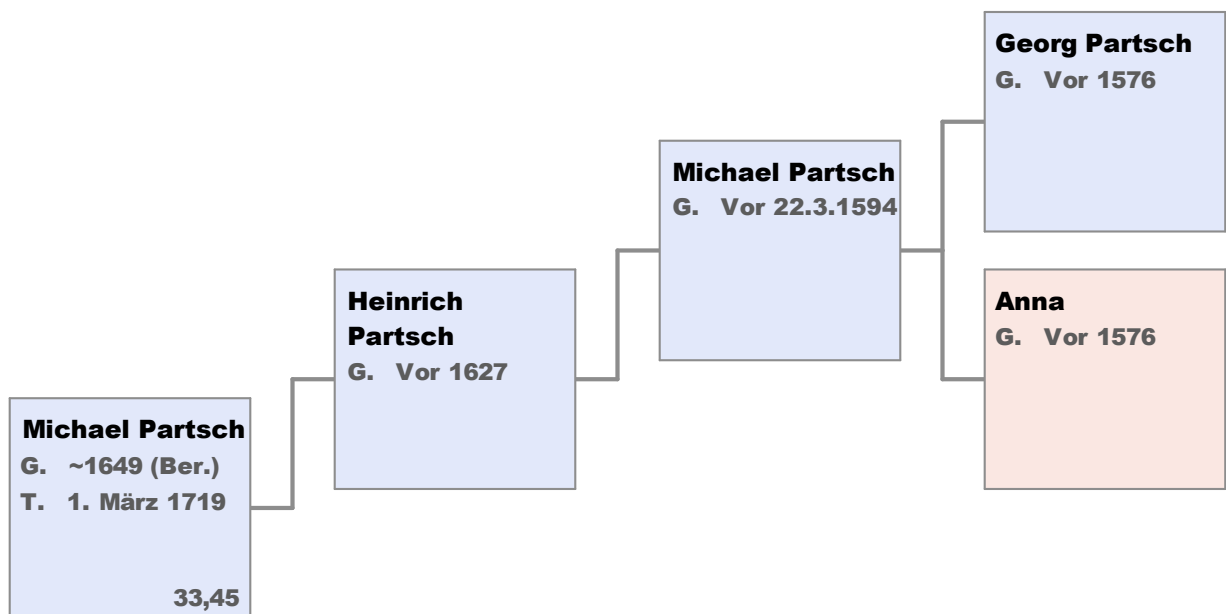 Georg Partsch
G. Vor 1576
Michael Partsch
G. Vor 22.3.1594
Heinrich
Partsch
G. Vor 1627
Anna
G. Vor 1576
Michael Partsch
G. ~1649 (Ber.)
T. 1. März 1719
33,45